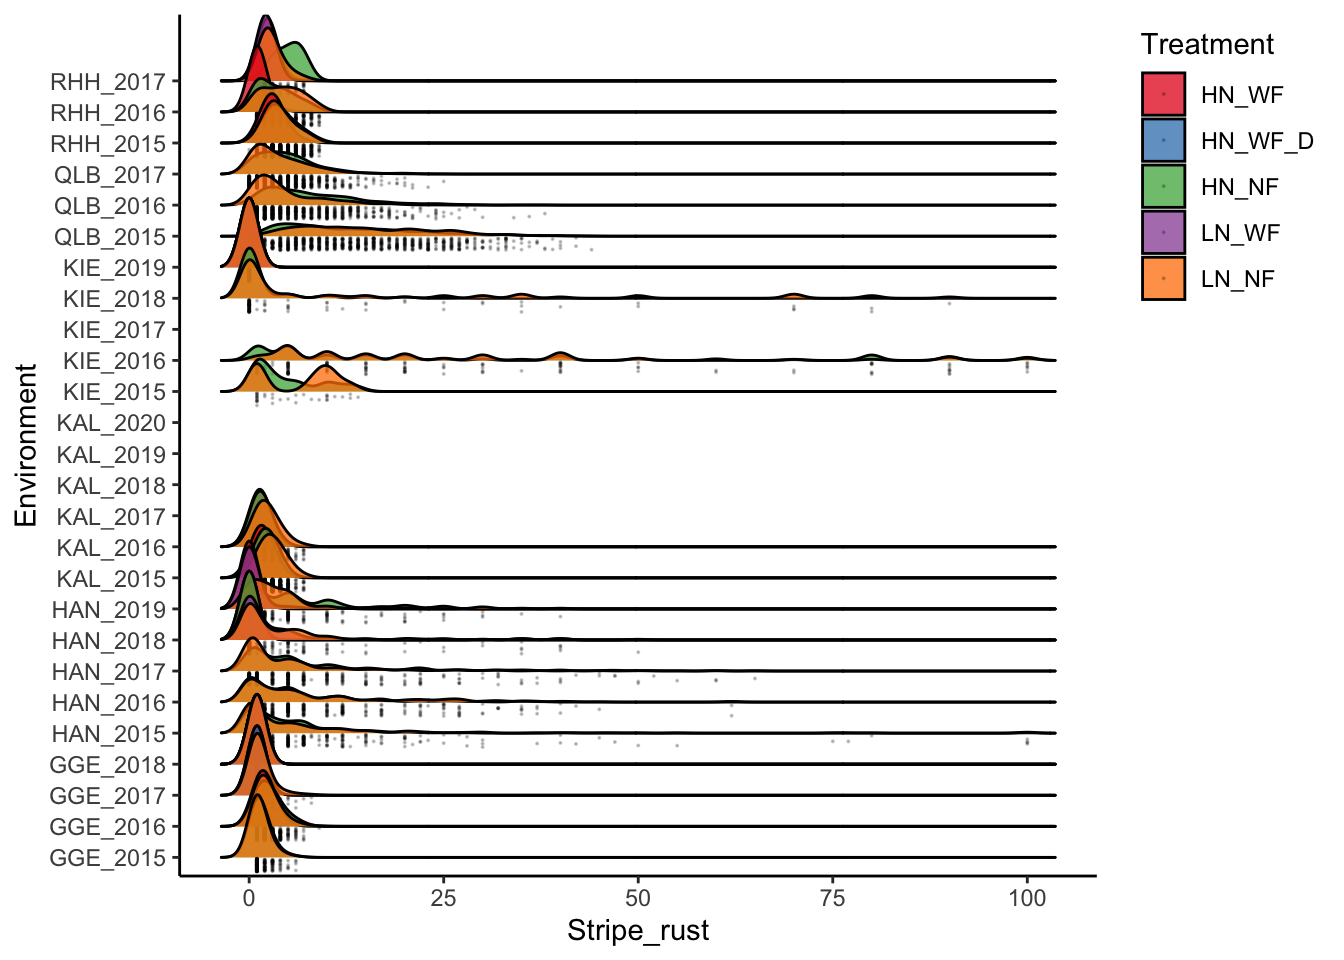 Treatment
HN_WF
HN_WF_D
HN_NF
LN_WF
LN_NF
Environment
RHH_2017
RHH_2016
RHH_2015
QLB_2017
QLB_2016
QLB_2015
KIE_2019
KIE_2018
KIE_2017
KIE_2016
KIE_2015
KAL_2020
KAL_2019
KAL_2018
KAL_2017
KAL_2016
KAL_2015
HAN_2019
HAN_2018
HAN_2017
HAN_2016
HAN_2015
GGE_2018
GGE_2017
GGE_2016
GGE_2015
0 25 50 75 100
Stripe_rust